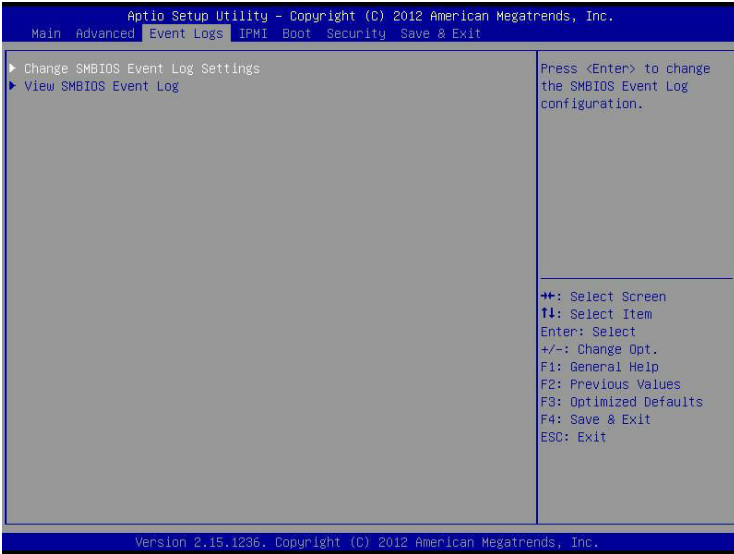 Aptio Setup Utility – Copyright (C) 2012 American Megatrends, Inc.
Main Advanced Event Logs IPMI Boot Security Save & Exit
▶ Change SMBIOS Event Log Settings
▶ View SMBIOS Event Log
Press <Enter> to change
the SMBIOS Event Log
configuration.
→←: Select Screen
↑↓: Select Item
Enter: Select
+/-: Change Opt.
F1: General Help
F2: Previous Values
F3: Optimized Defaults
F4: Save & Exit
ESC: Exit
Version 2.15.1236. Copyright (C) 2012 American Megatrends, Inc.